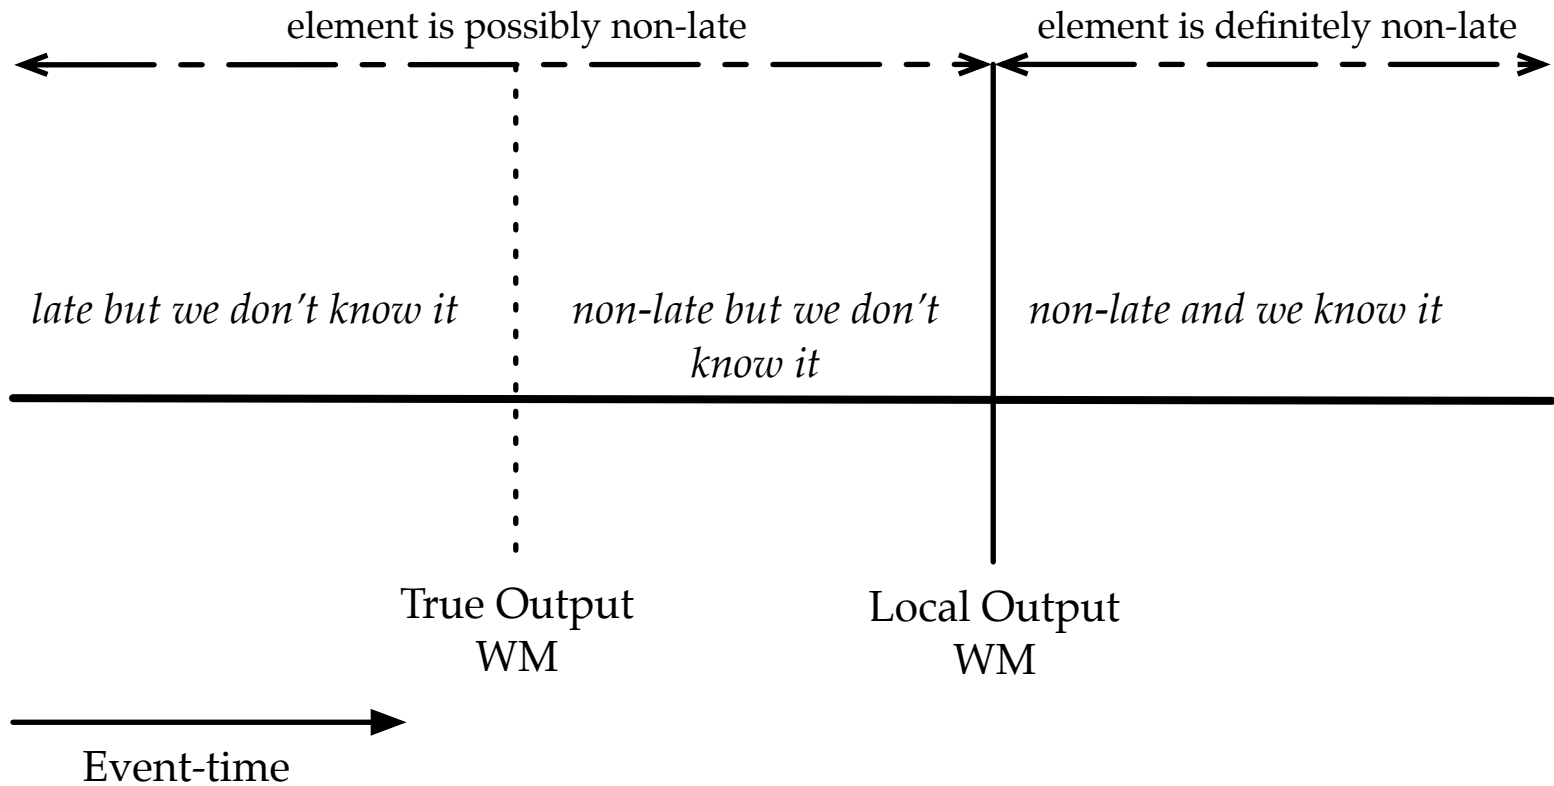 element is possibly non-late
element is definitely non-late
late but we don't know it
non-late but we don't
know it
non-late and we know it
True Output
WM
Local Output
WM
Event-time